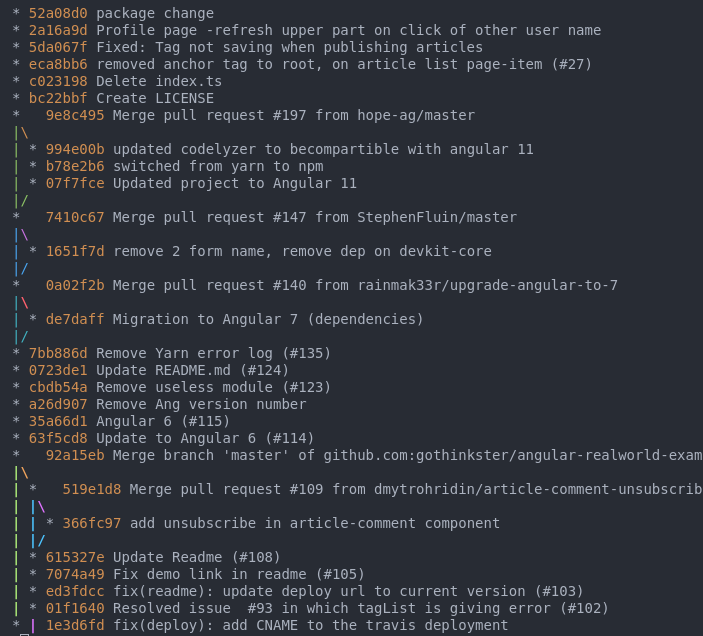 * 52a08d0 package change
* 2a16a9d Profile page -refresh upper part on click of other user name
* 5da067f Fixed: Tag not saving when publishing articles
* eca8bb6 removed anchor tag to root, on article list page-item (#27)
* c023198 Delete index.ts
* bc22bbf Create LICENSE
*   9e8c495 Merge pull request #197 from hope-ag/master
|\
| * 994e00b updated codelyzer to becompartible with angular 11
| * b78e2b6 switched from yarn to npm
| * 07f7fce Updated project to Angular 11
|/
*   7410c67 Merge pull request #147 from StephenFluin/master
|\
| * 1651f7d remove 2 form name, remove dep on devkit-core
|/
*   0a02f2b Merge pull request #140 from rainmak33r/upgrade-angular-to-7
|\
| * de7daff Migration to Angular 7 (dependencies)
|/
* 7bb886d Remove Yarn error log (#135)
* 0723de1 Update README.md (#124)
* cbdb54a Remove useless module (#123)
* a26d907 Remove Ang version number
* 35a66d1 Angular 6 (#115)
* 63f5cd8 Update to Angular 6 (#114)
*   92a15eb Merge branch 'master' of github.com:gothinkster/angular-realworld-exam
|\
| *   519e1d8 Merge pull request #109 from dmytrohridin/article-comment-unsubscrib
| |\
| | * 366fc97 add unsubscribe in article-comment component
| |/
| * 615327e Update Readme (#108)
| * 7074a49 Fix demo link in readme (#105)
| * ed3fdcc fix(readme): update deploy url to current version (#103)
| * 01f1640 Resolved issue  #93 in which tagList is giving error (#102)
* | 1e3d6fd fix(deploy): add CNAME to the travis deployment